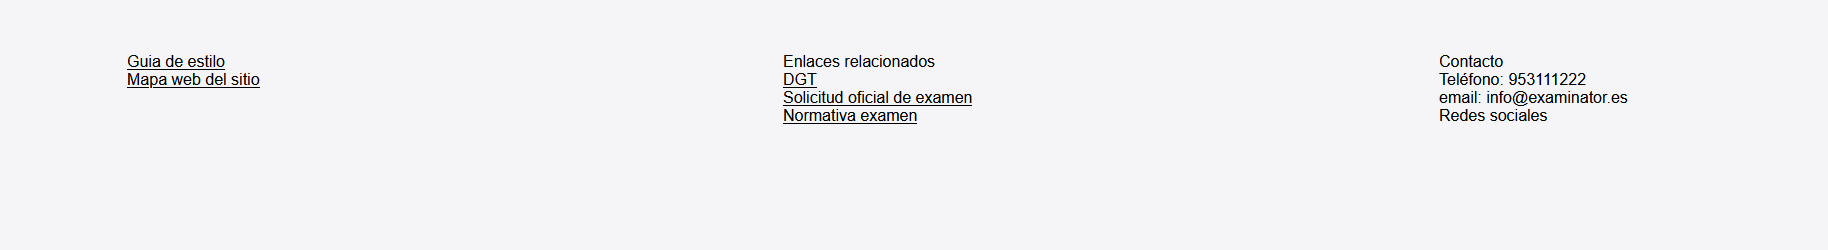 Guia de estilo
Mapa web del sitio
Enlaces relacionados
DGT
Solicitud oficial de examen
Normativa examen
Contacto
Teléfono: 953111222
email: info@examinator.es
Redes sociales